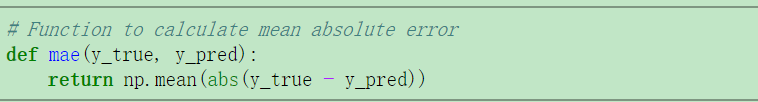 # Function to calculate mean absolute error
def mae(y_true, y_pred):
    return np.mean(abs(y_true - y_pred))